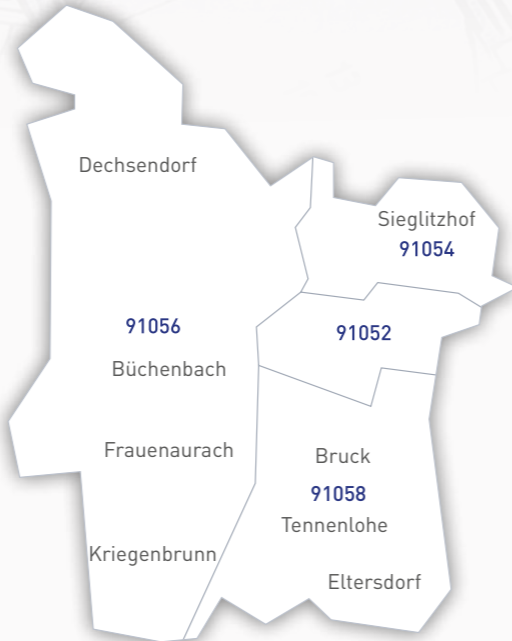 Dechsendorf
Sieglitzhof
91054
91056
91052
Büchenbach
Frauenaurach
Bruck
91058
Tennenlohe
Kriegenbrunn
Eltersdorf